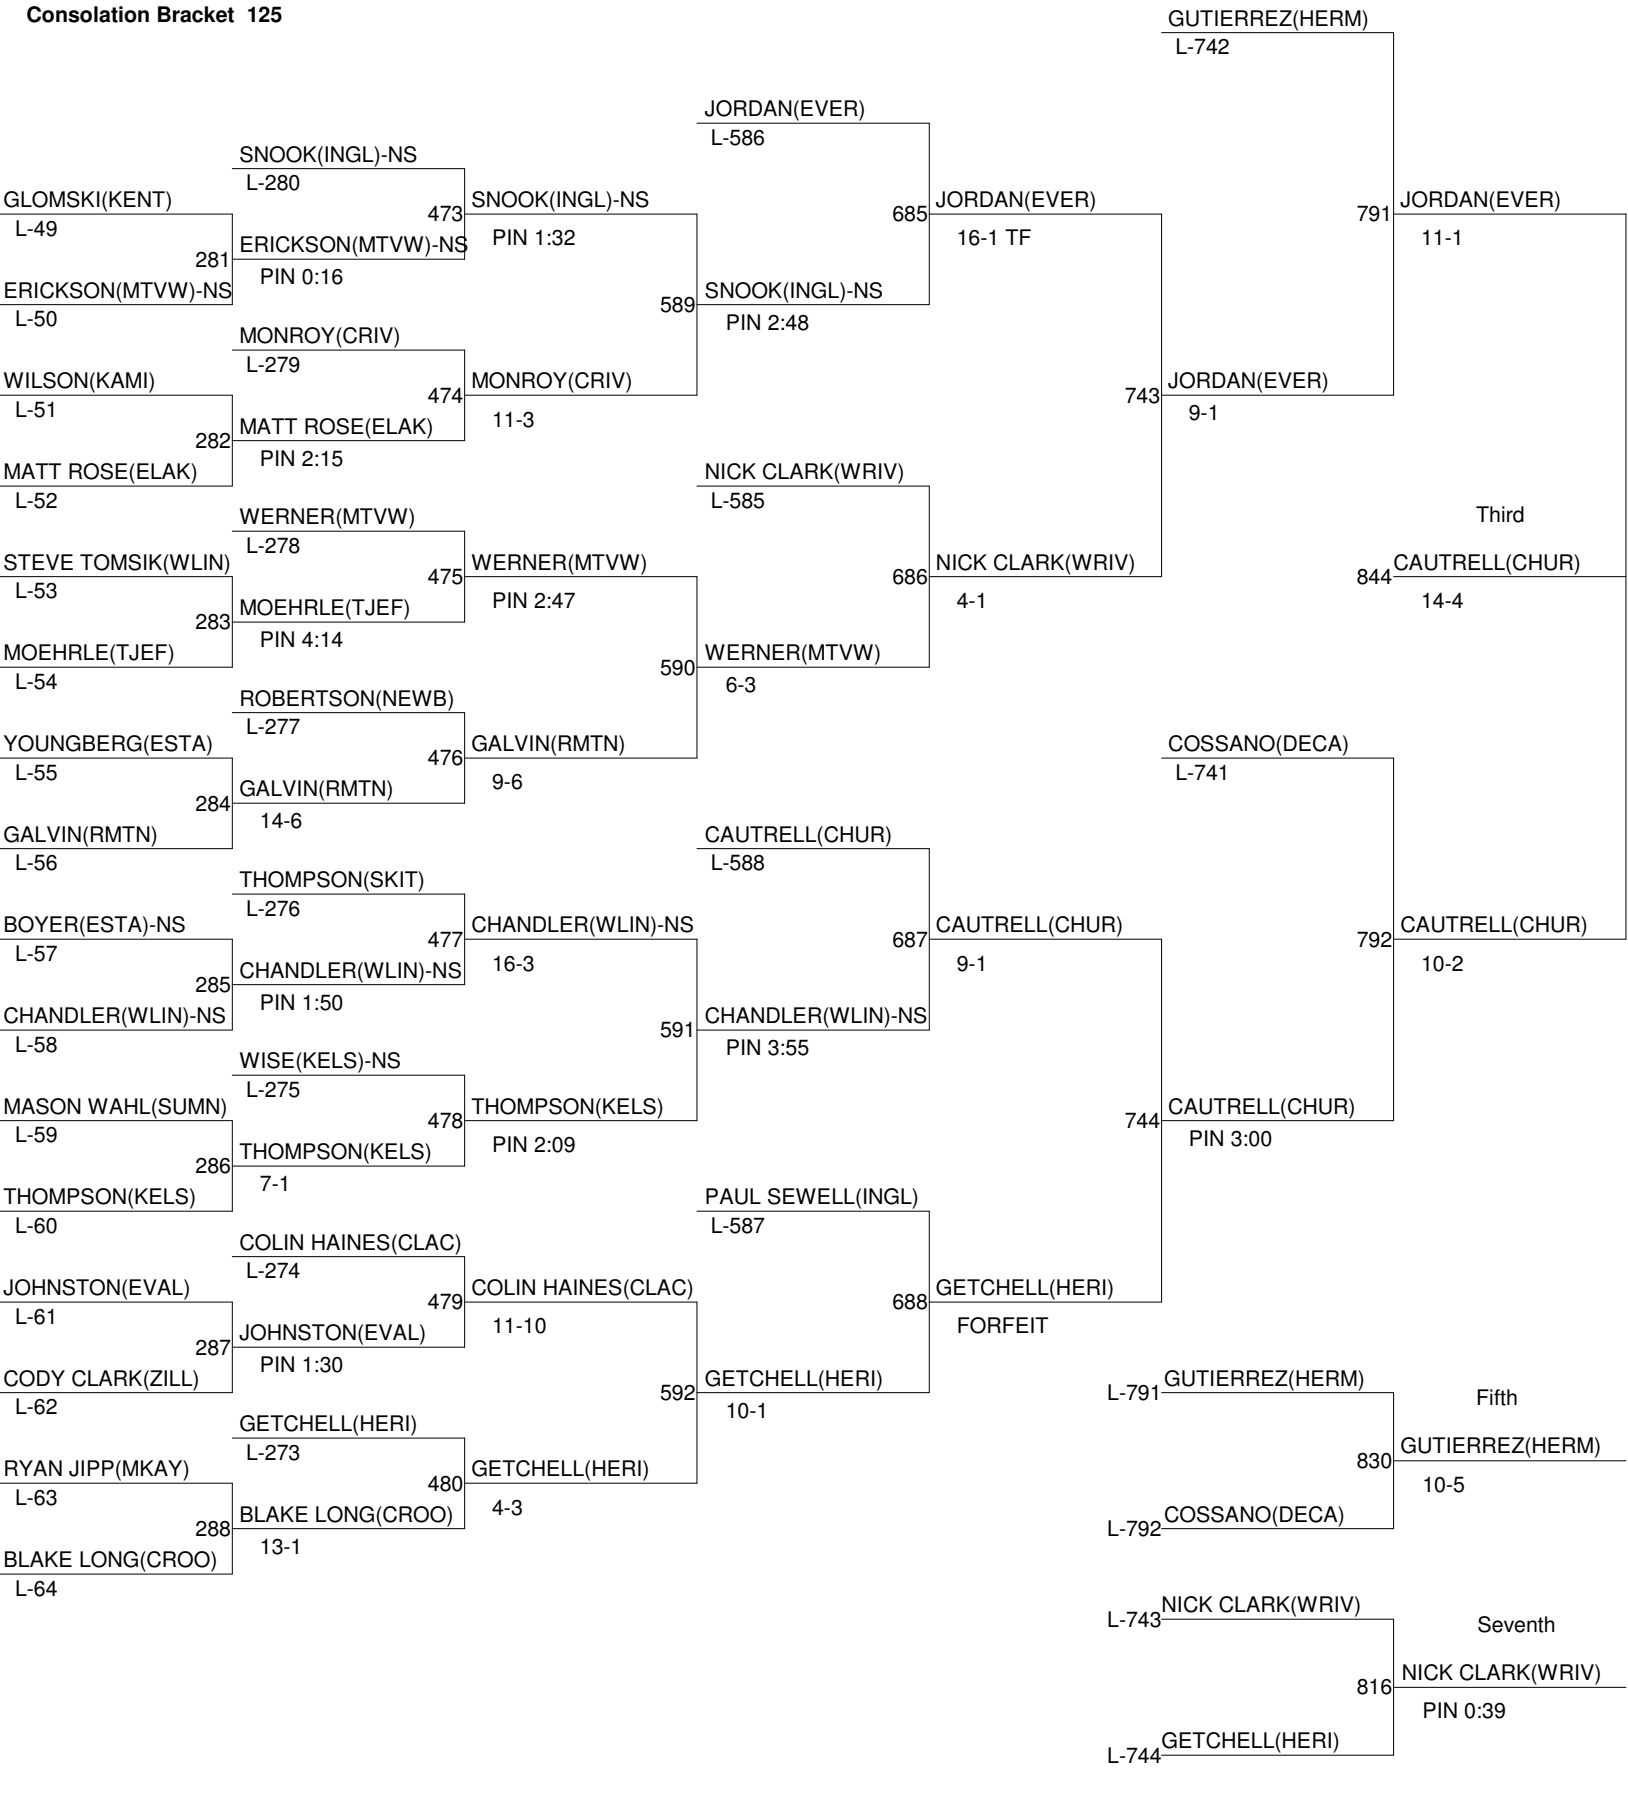 Consolation Bracket 125
GUTIERREZ(HERM)
L-742
JORDAN(EVER)
L-586
SNOOK(INGL)-NS
L-280
GLOMSKI(KENT)
L-49
473 SNOOK(INGL)-NS
PIN 1:32
685 JORDAN(EVER)
16-1 TF
791 JORDAN(EVER)
11-1
281 ERICKSON(MTVW)-NS
PIN 0:16
ERICKSON(MTVW)-NS
L-50
589 SNOOK(INGL)-NS
PIN 2:48
MONROY(CRIV)
L-279
WILSON(KAMI)
L-51
474 MONROY(CRIV)
11-3
743 JORDAN(EVER)
9-1
282 MATT ROSE(ELAK)
PIN 2:15
MATT ROSE(ELAK)
L-52
NICK CLARK(WRIV)
L-585
WERNER(MTVW)
L-278
Third
STEVE TOMSIK(WLIN)
L-53
475 WERNER(MTVW)
PIN 2:47
686 NICK CLARK(WRIV)
4-1
844 CAUTRELL(CHUR)
14-4
283 MOEHRLE(TJEF)
PIN 4:14
MOEHRLE(TJEF)
L-54
590 WERNER(MTVW)
6-3
ROBERTSON(NEWB)
L-277
YOUNGBERG(ESTA)
L-55
476 GALVIN(RMTN)
9-6
COSSANO(DECA)
L-741
284 GALVIN(RMTN)
14-6
GALVIN(RMTN)
L-56
CAUTRELL(CHUR)
L-588
THOMPSON(SKIT)
L-276
BOYER(ESTA)-NS
L-57
477 CHANDLER(WLIN)-NS
16-3
687 CAUTRELL(CHUR)
9-1
792 CAUTRELL(CHUR)
10-2
285 CHANDLER(WLIN)-NS
PIN 1:50
CHANDLER(WLIN)-NS
L-58
591 CHANDLER(WLIN)-NS
PIN 3:55
WISE(KELS)-NS
L-275
MASON WAHL(SUMN)
L-59
478 THOMPSON(KELS)
PIN 2:09
744 CAUTRELL(CHUR)
PIN 3:00
286 THOMPSON(KELS)
7-1
THOMPSON(KELS)
L-60
PAUL SEWELL(INGL)
L-587
COLIN HAINES(CLAC)
L-274
JOHNSTON(EVAL)
L-61
479 COLIN HAINES(CLAC)
11-10
688 GETCHELL(HERI)
FORFEIT
287 JOHNSTON(EVAL)
PIN 1:30
CODY CLARK(ZILL)
L-62
592 GETCHELL(HERI)
10-1
L-791 GUTIERREZ(HERM)
Fifth
GETCHELL(HERI)
L-273
830 GUTIERREZ(HERM)
10-5
RYAN JIPP(MKAY)
L-63
480 GETCHELL(HERI)
4-3
288 BLAKE LONG(CROO)
13-1
L-792 COSSANO(DECA)
BLAKE LONG(CROO)
L-64
L-743 NICK CLARK(WRIV)
Seventh
816 NICK CLARK(WRIV)
PIN 0:39
L-744 GETCHELL(HERI)